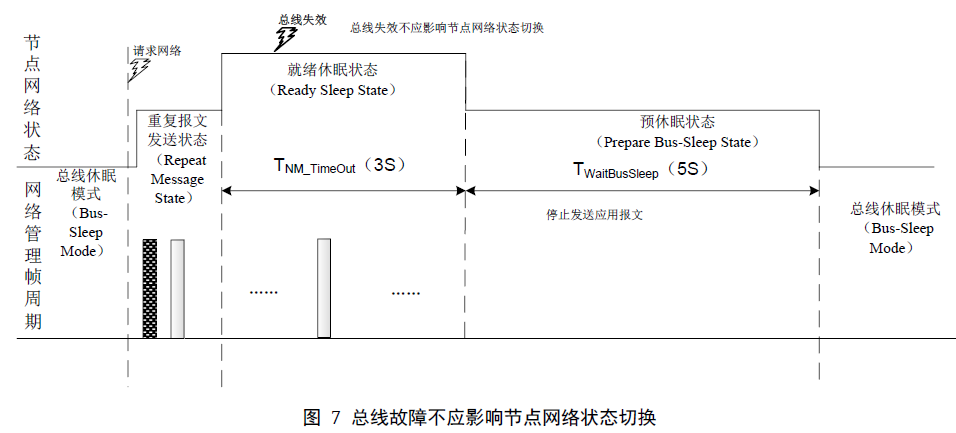 总线失效
总线失效不应影响节点网络状态切换
请求网络
节点网络状态
就绪休眠状态
（Ready Sleep State）
重复报文
发送状态
（Repeat
Message
State）
预休眠状态
（Prepare Bus-Sleep State）
TNM_TimeOut（3S）
TWaitBusSleep（5S）
总线休眠
模式
（Bus-
Sleep
Mode）
网络管理帧周期
停止发送应用报文
总线休眠模式
（Bus-Sleep
Mode）
……
……
图 7 总线故障不应影响节点网络状态切换